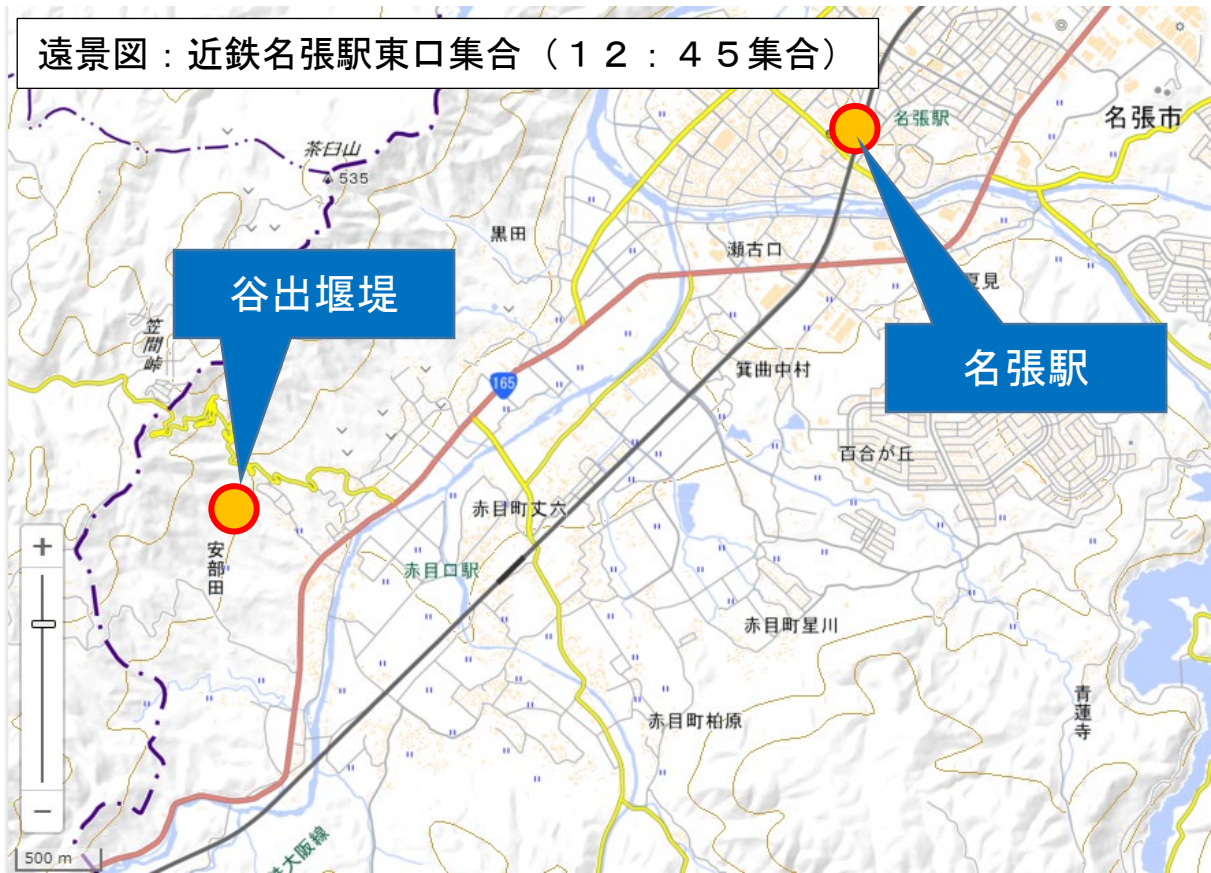 遠景図：近鉄名張駅東口集合（１２：４５集合）
名張駅
名張市
茶臼山
535
黒田
瀬古口
夏見
谷出堰堤
笠間峠
165
箕曲中村
名張駅
百合が丘
赤目町丈六
安部田
赤目口駅
赤目町星川
赤目町柏原
青蓮寺
大阪線
＋
－
500 m